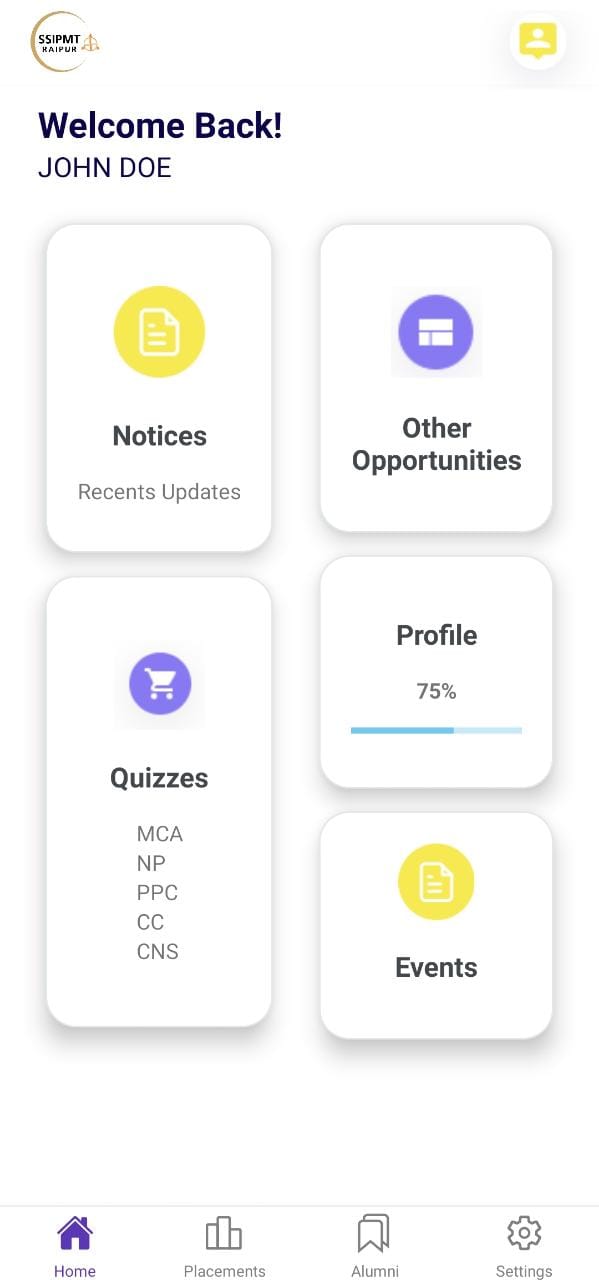 SSIPMT
RAIPUR
Welcome Back!
JOHN DOE
Notices
Recents Updates
Other
Opportunities
Profile
75%
Quizzes
MCA
NP
PPC
CC
CNS
Events
Home
Placements
Alumni
Settings